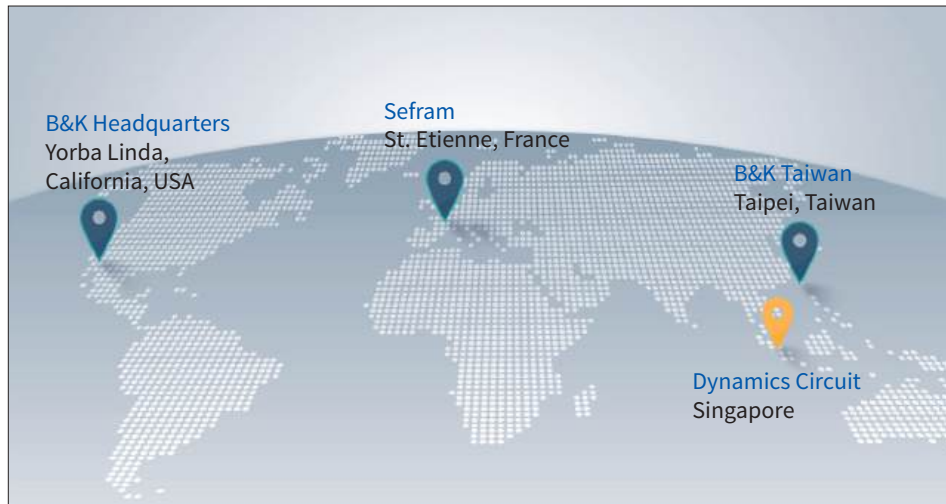 B&K Headquarters
Yorba Linda,
California, USA
Sefram
St. Etienne, France
B&K Taiwan
Taipei, Taiwan
Dynamics Circuit
Singapore